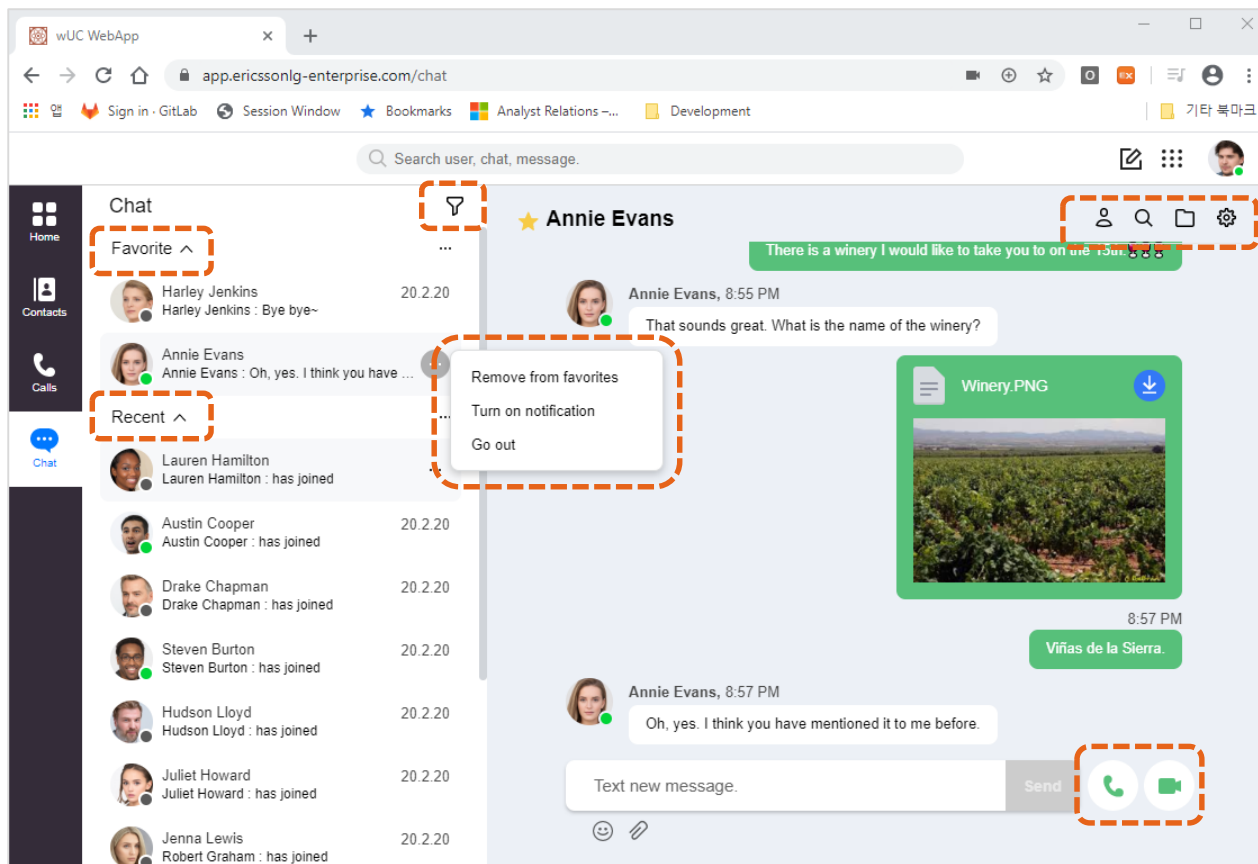 wUC WebApp
app.ericssonlg-enterprise.com/chat
앱
Sign in · GitLab
Session Window
Bookmarks
Analyst Relations –...
Development
기타 북마크
Search user, chat, message.
Home
Contacts
Calls
Chat
Chat
Favorite
...
Harley Jenkins
20.2.20
Harley Jenkins : Bye bye~
Annie Evans
Annie Evans : Oh, yes. I think you have ...
Recent
...
Lauren Hamilton
Lauren Hamilton : has joined
...
Austin Cooper
20.2.20
Austin Cooper : has joined
Drake Chapman
20.2.20
Drake Chapman : has joined
Steven Burton
20.2.20
Steven Burton : has joined
Hudson Lloyd
20.2.20
Hudson Lloyd : has joined
Juliet Howard
20.2.20
Juliet Howard : has joined
Jenna Lewis
20.2.20
Robert Graham : has joined
Remove from favorites
Turn on notification
Go out
Annie Evans
There is a winery I would like to take you to on the 15th.
Annie Evans, 8:55 PM
That sounds great. What is the name of the winery?
Winery.PNG
8:57 PM
Viñas de la Sierra.
Annie Evans, 8:57 PM
Oh, yes. I think you have mentioned it to me before.
Text new message.
Send